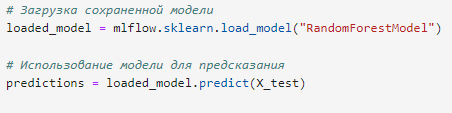 # Загрузка сохраненной модели
loaded_model = mlflow.sklearn.load_model("RandomForestModel")
# Использование модели для предсказания
predictions = loaded_model.predict(X_test)